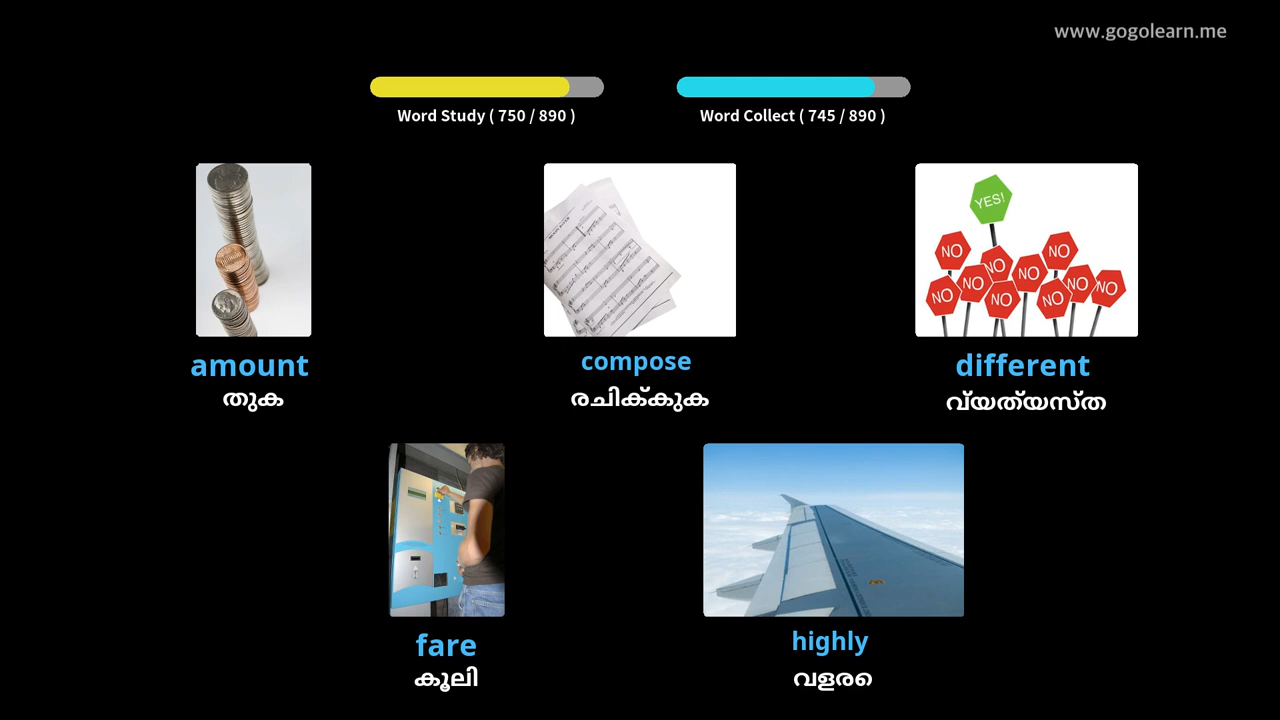 www.gogolearn.me
Word Study ( 750 / 890 )
Word Collect ( 745 / 890 )
YES!
NO
NO
NO
NO
NO
NO
NO
NO
NO
NO
amount
തുക
compose
രചിക്കുക
different
വ്യത്യസ്ത
fare
കൂലി
highly
വളരെ